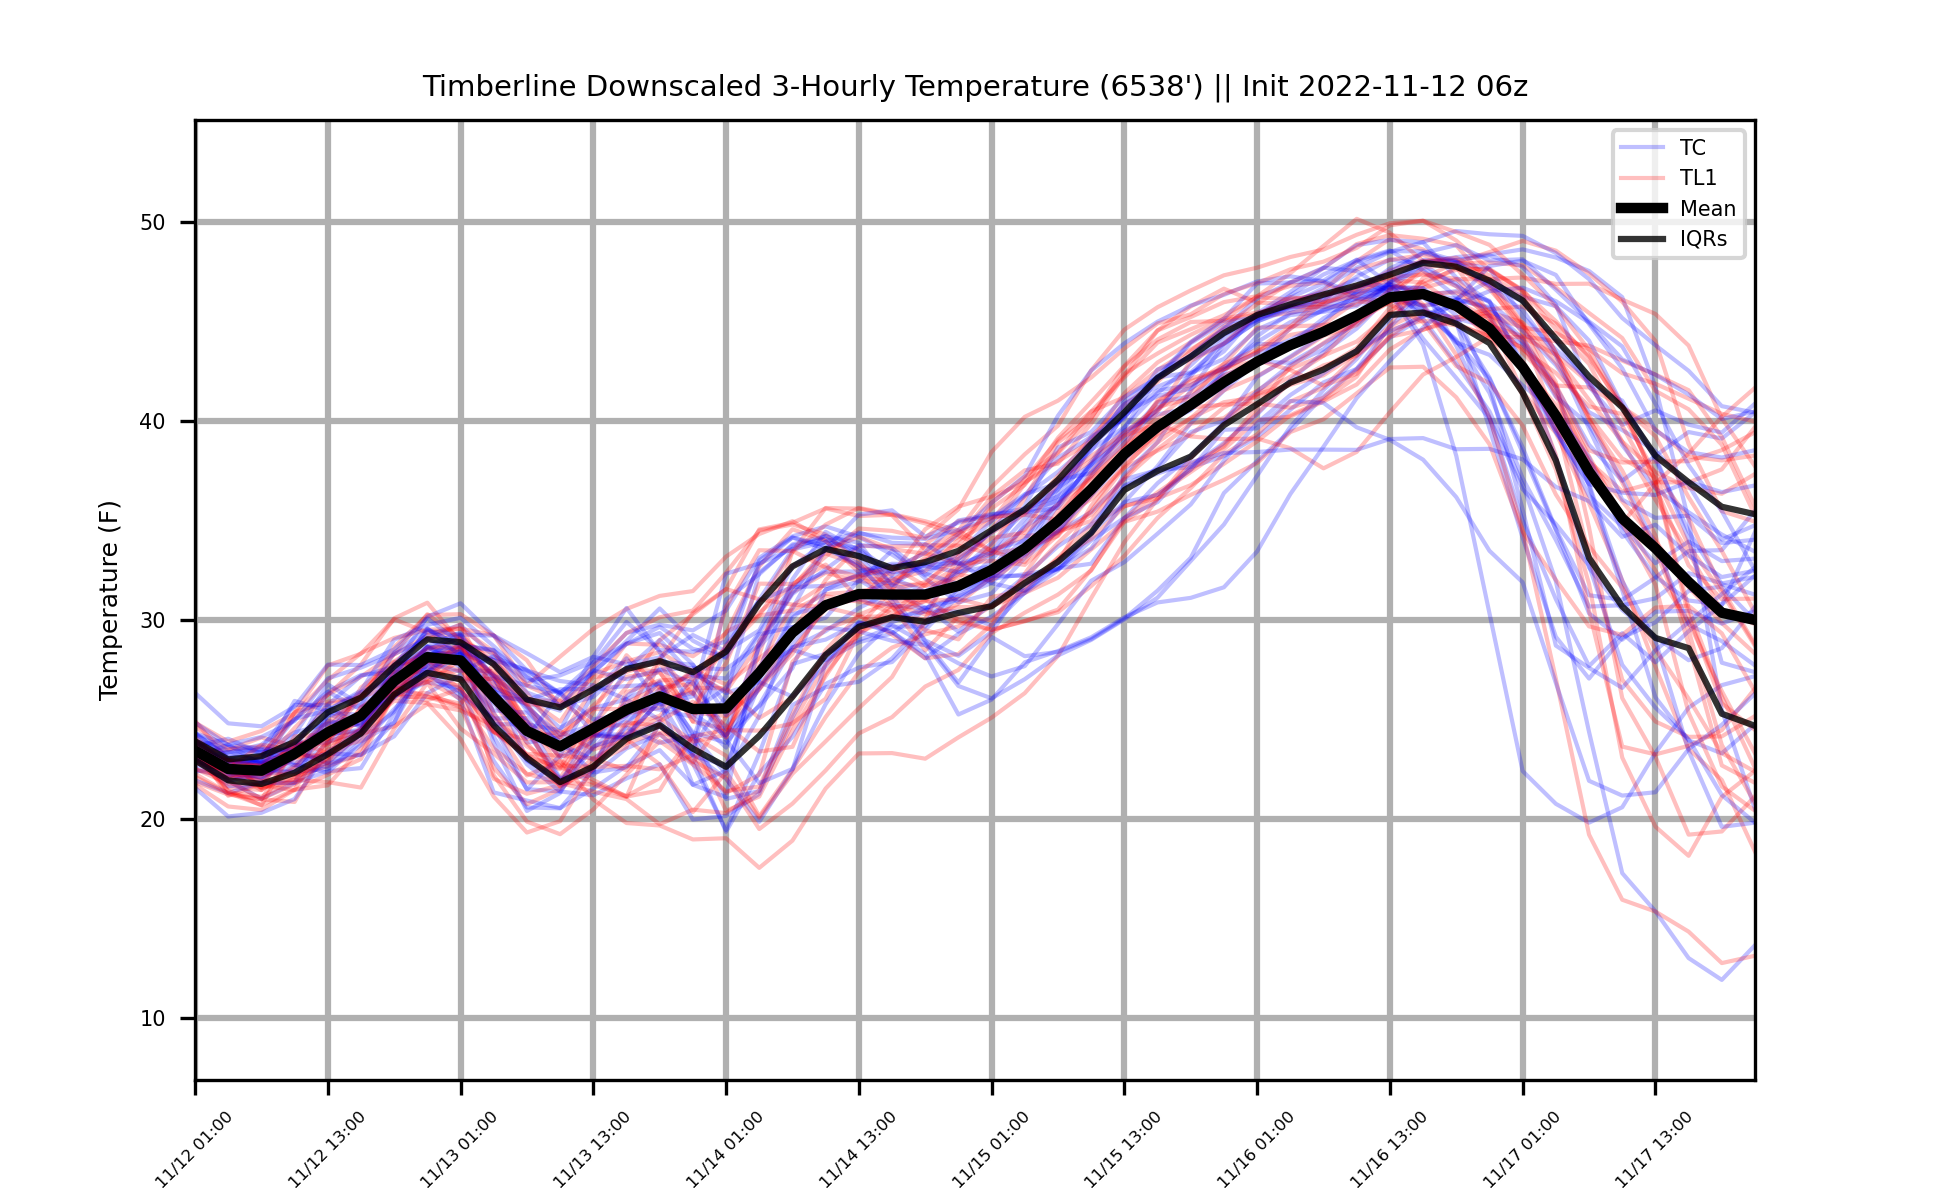 Timberline Downscaled 3-Hourly Temperature (6538') || Init 2022-11-12 06z
TC
TL1
Mean
IQRs
Temperature (F)
50
40
30
20
10
11/12 01:00
11/12 13:00
11/13 01:00
11/13 13:00
11/14 01:00
11/14 13:00
11/15 01:00
11/15 13:00
11/16 01:00
11/16 13:00
11/17 01:00
11/17 13:00